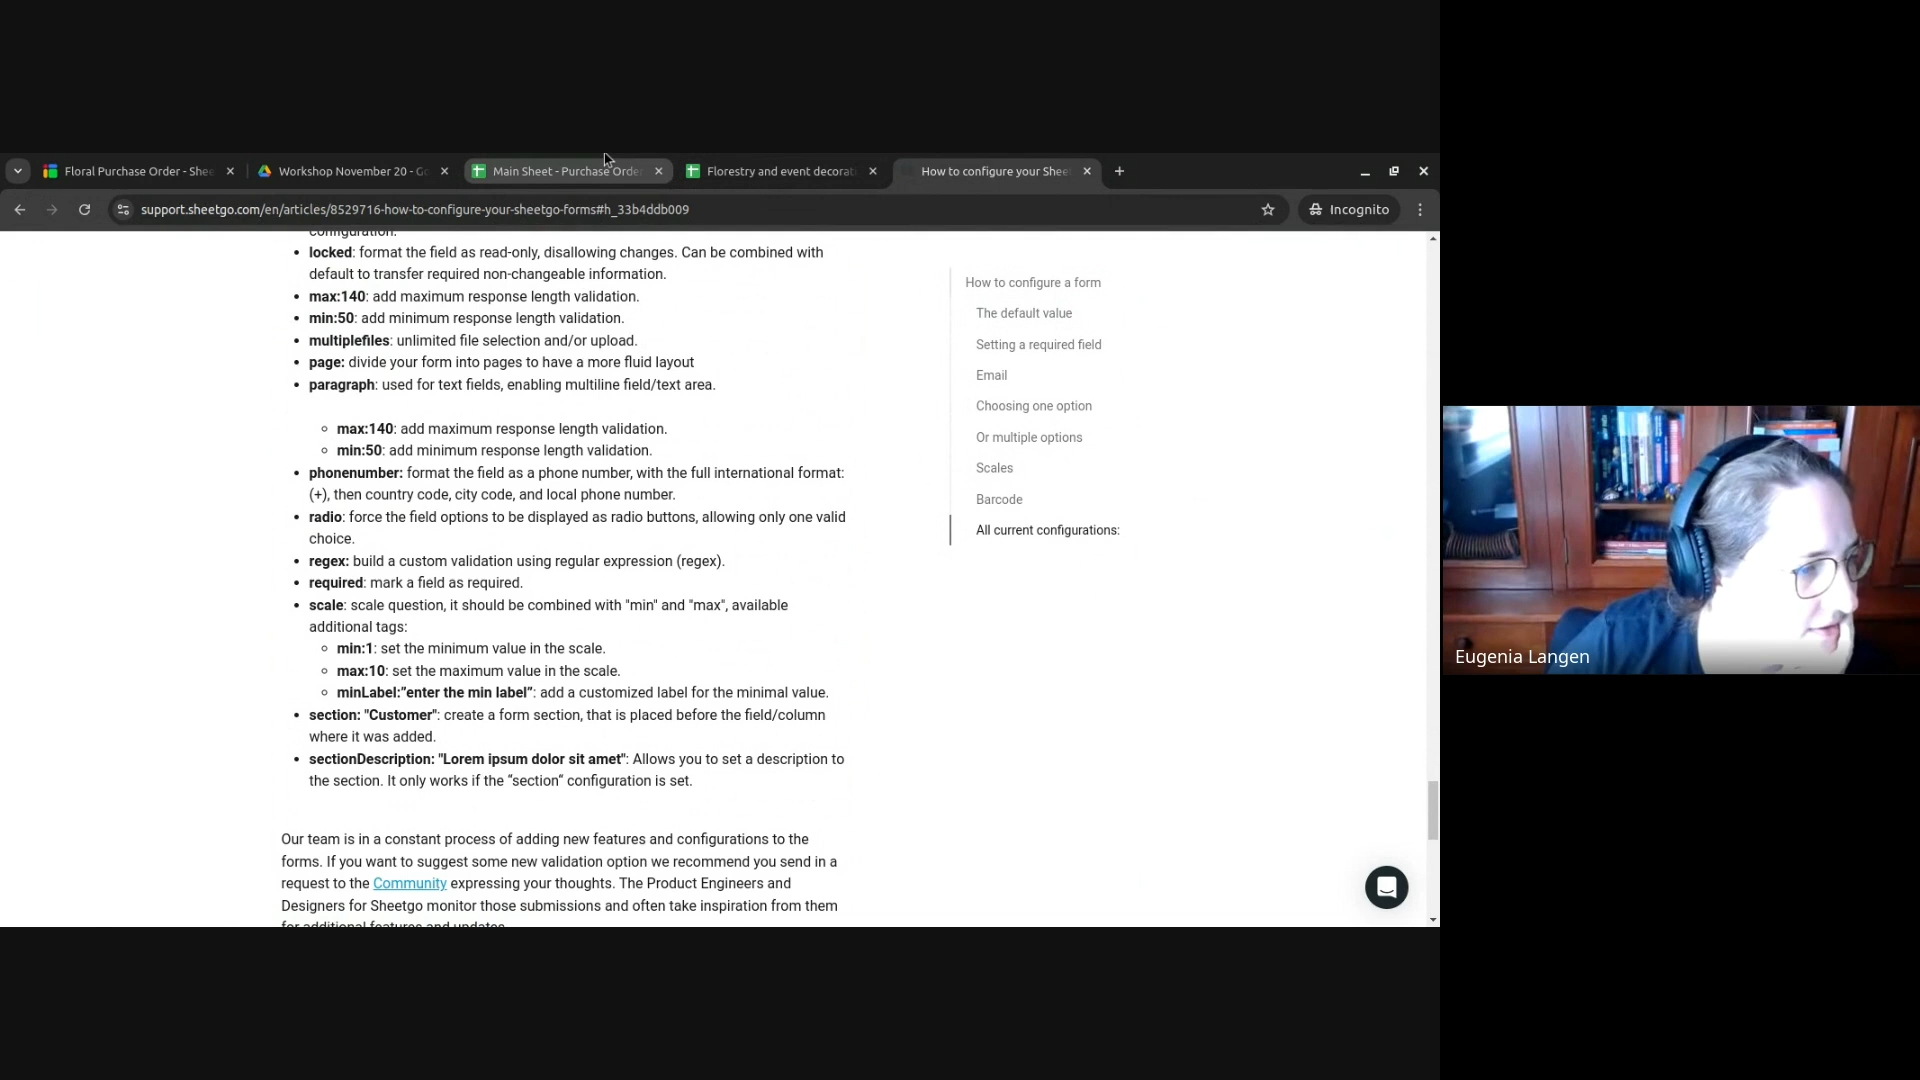 Floral Purchase Order - Shee
Workshop November 20 - Go
Main Sheet - Purchase Order
Florestry and event decorati
How to configure your Shee
support.sheetgo.com/en/articles/8529716-how-to-configure-your-sheetgo-forms#h_33b4ddb009
Incognito
configuration.
• locked: format the field as read-only, disallowing changes. Can be combined with
default to transfer required non-changeable information.
• max:140: add maximum response length validation.
• min:50: add minimum response length validation.
• multiplefiles: unlimited file selection and/or upload.
• page: divide your form into pages to have a more fluid layout
• paragraph: used for text fields, enabling multiline field/text area.
◦ max:140: add maximum response length validation.
◦ min:50: add minimum response length validation.
• phonenumber: format the field as a phone number, with the full international format:
(+), then country code, city code, and local phone number.
• radio: force the field options to be displayed as radio buttons, allowing only one valid
choice.
• regex: build a custom validation using regular expression (regex).
• required: mark a field as required.
• scale: scale question, it should be combined with "min" and "max", available
additional tags:
◦ min:1: set the minimum value in the scale.
◦ max:10: set the maximum value in the scale.
◦ minLabel:”enter the min label”: add a customized label for the minimal value.
• section: "Customer": create a form section, that is placed before the field/column
where it was added.
• sectionDescription: "Lorem ipsum dolor sit amet": Allows you to set a description to
the section. It only works if the “section” configuration is set.
Our team is in a constant process of adding new features and configurations to the
forms. If you want to suggest some new validation option we recommend you send in a
request to the Community expressing your thoughts. The Product Engineers and
Designers for Sheetgo monitor those submissions and often take inspiration from them
for additional features and updates.
How to configure a form
The default value
Setting a required field
Email
Choosing one option
Or multiple options
Scales
Barcode
All current configurations:
Eugenia Langen